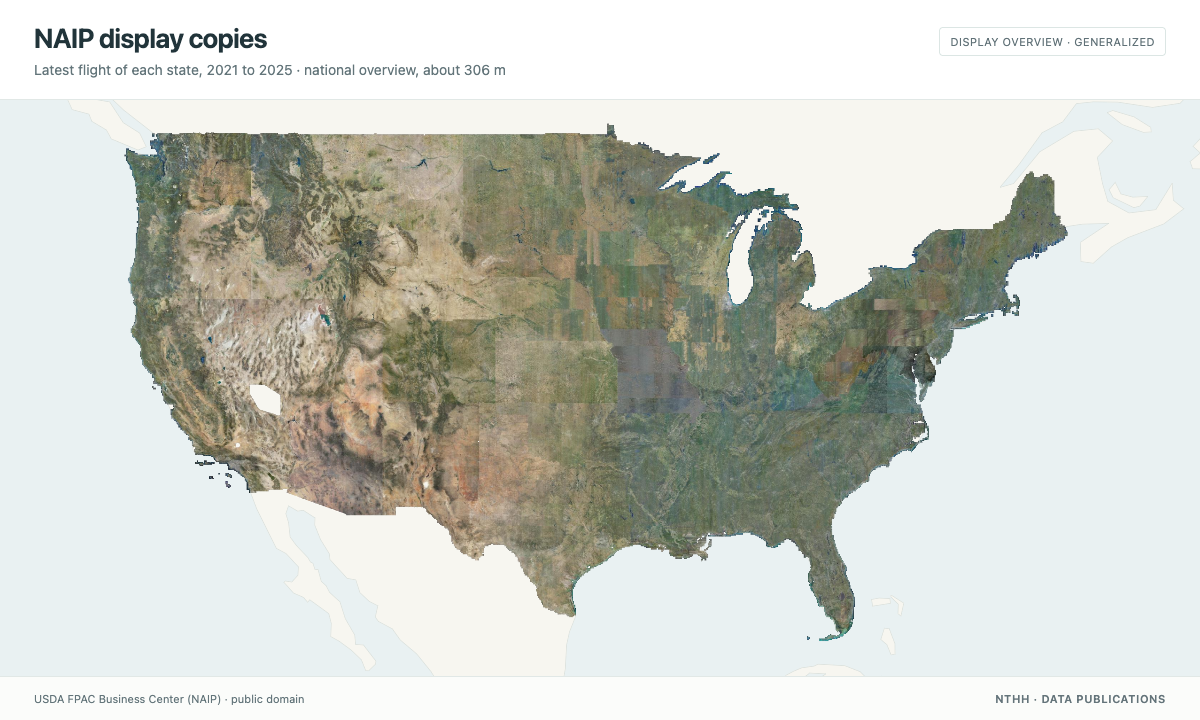 NAIP display copies
DISPLAY OVERVIEW · GENERALIZED
Latest flight of each state, 2021 to 2025 · national overview, about 306 m
USDA FPAC Business Center (NAIP) · public domain
NTHH · DATA PUBLICATIONS